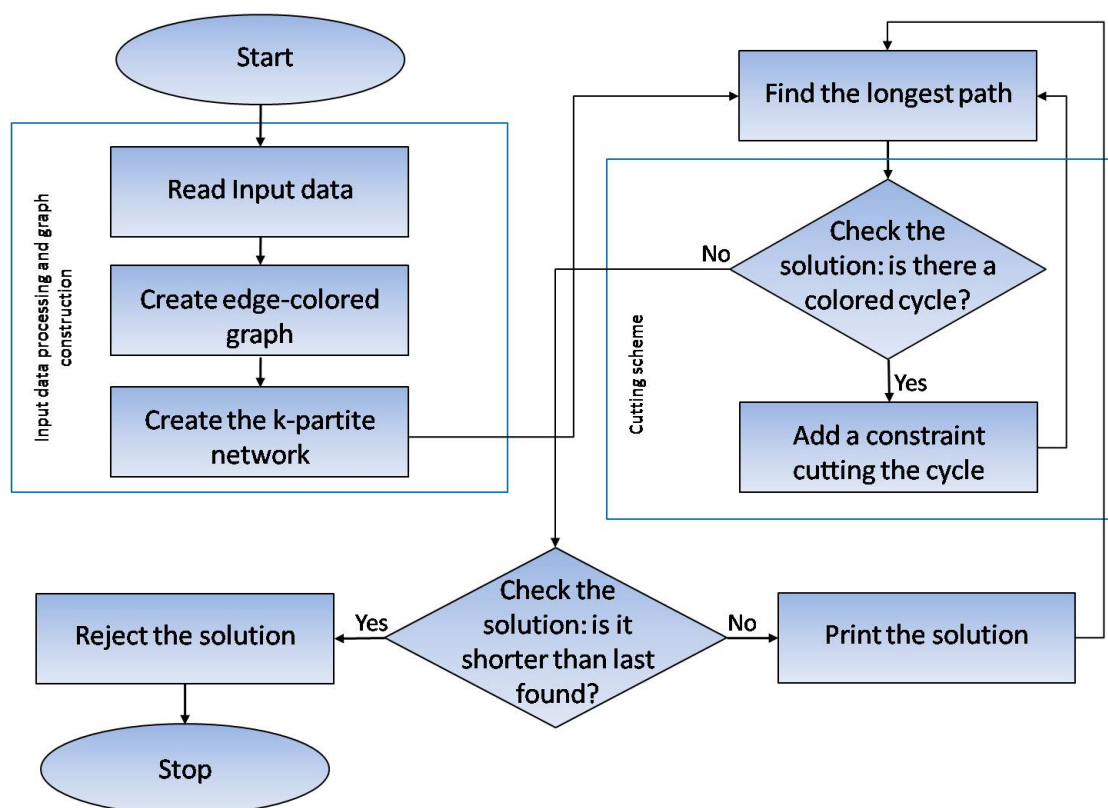 Start
Read Input data
Create edge-colored
graph
Create the k-partite
network
Input data processing and graph
construction
Find the longest path
Check the
solution: is there a
colored cycle?
No
Yes
Add a constraint
cutting the cycle
Cutting scheme
Check the
solution: is it
shorter than last
found?
Yes
No
Reject the solution
Print the solution
Stop